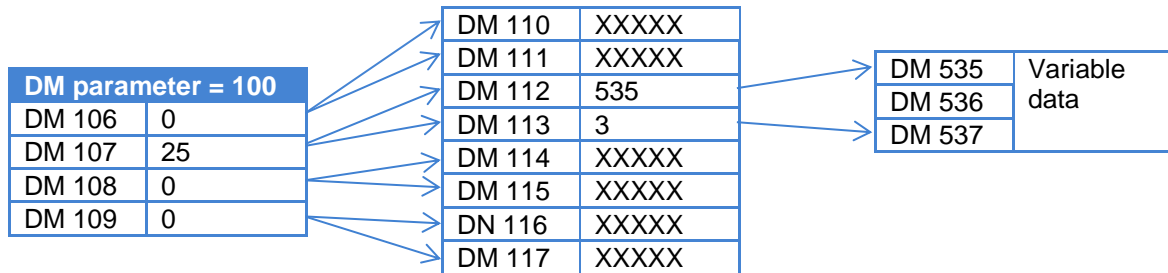 DM parameter = 100
DM 106 0
DM 107 25
DM 108 0
DM 109 0
DM 110 XXXXX
DM 111 XXXXX
DM 112 535
DM 113 3
DM 114 XXXXX
DM 115 XXXXX
DN 116 XXXXX
DM 117 XXXXX
DM 535 Variable
DM 536 data
DM 537